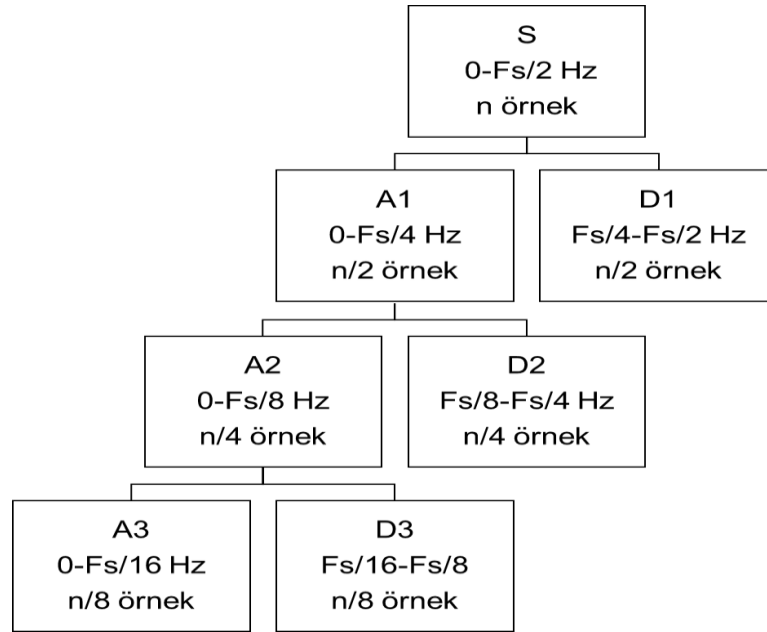 S
0-Fs/2 Hz
n örnek
A1
0-Fs/4 Hz
n/2 örnek
D1
Fs/4-Fs/2 Hz
n/2 örnek
A2
0-Fs/8 Hz
n/4 örnek
D2
Fs/8-Fs/4 Hz
n/4 örnek
A3
0-Fs/16 Hz
n/8 örnek
D3
Fs/16-Fs/8
n/8 örnek